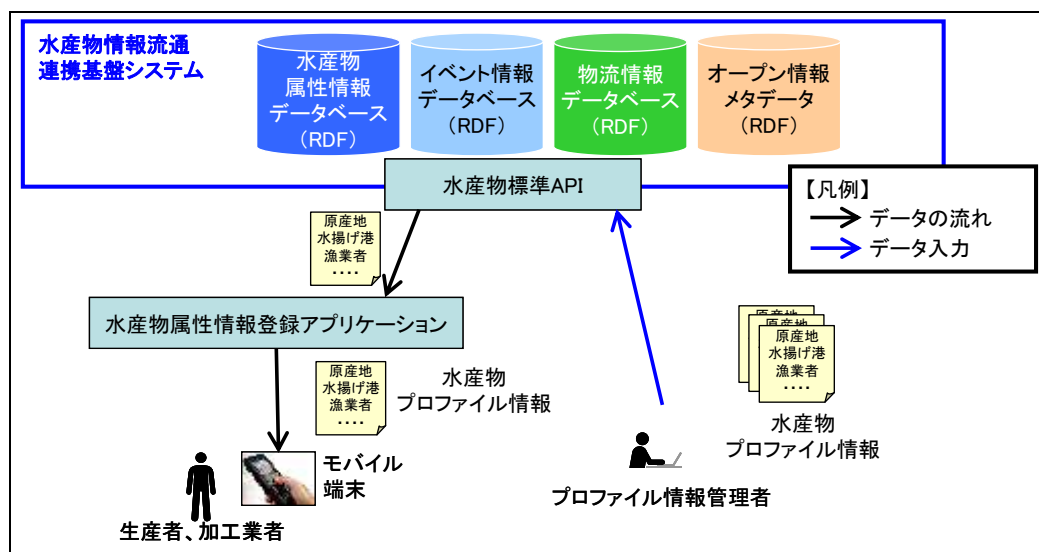 水産物情報流通
連携基盤システム
水産物
属性情報
データベース
（RDF）
イベント情報
データベース
（RDF）
物流情報
データベース
（RDF）
オープン情報
メタデータ
（RDF）
水産物標準API
【凡例】
データの流れ
データ入力
原産地
水揚げ港
漁業者
‥‥
水産物属性情報登録アプリケーション
原産地
水揚げ港
漁業者
‥‥
水産物
プロファイル情報
原産地
原産地
原産地
水揚げ港
漁業者
‥‥
水産物
プロファイル情報
モバイル
端末
生産者、加工業者
プロファイル情報管理者